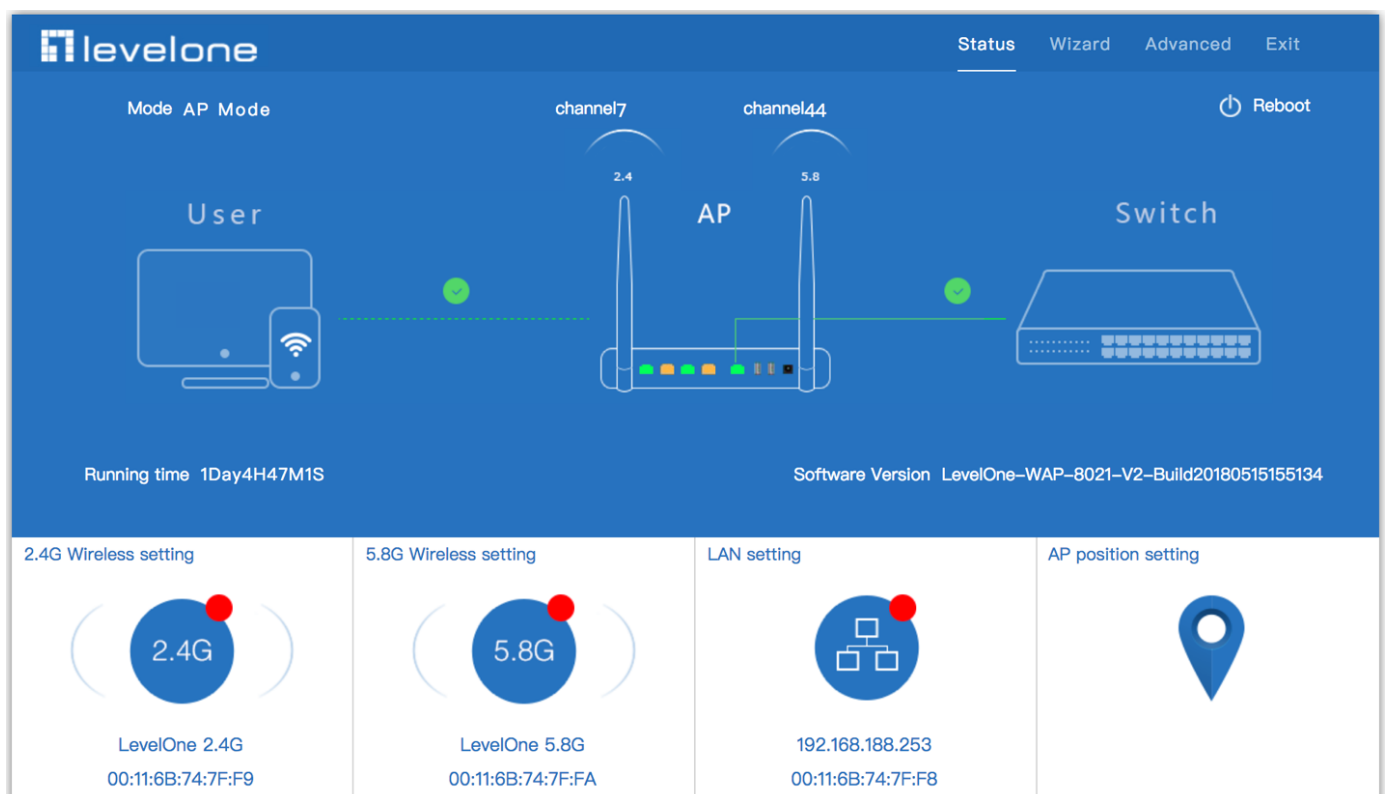 levelone
Status Wizard Advanced Exit
Mode AP Mode
channel7
channel44
Reboot
2.4
5.8
User
AP
Switch
Running time 1Day4H47M1S
Software Version LevelOne-WAP-8021-V2-Build20180515155134
2.4G Wireless setting
5.8G Wireless setting
LAN setting
AP position setting
2.4G
5.8G
LevelOne 2.4G
LevelOne 5.8G
192.168.188.253
00:11:6B:74:7F:F9
00:11:6B:74:7F:FA
00:11:6B:74:7F:F8